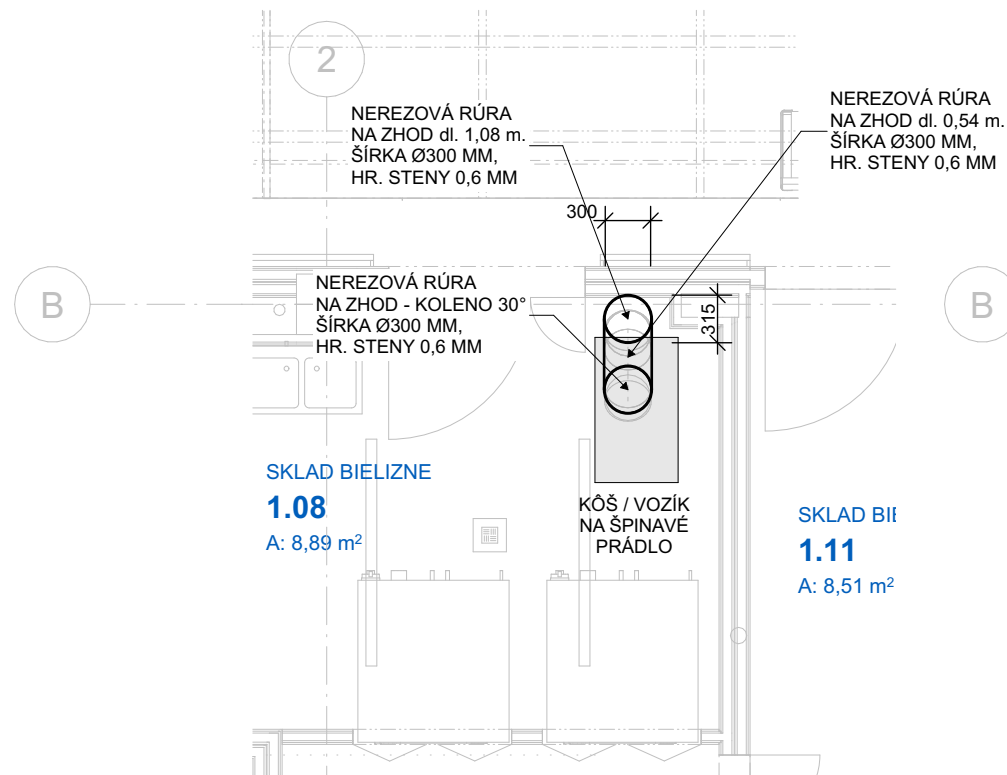 2
NEREZOVÁ RÚRA
NA ZHOD dl. 1,08 m.
ŠÍRKA Ø300 MM,
HR. STENY 0,6 MM
NEREZOVÁ RÚRA
NA ZHOD dl. 0,54 m.
ŠÍRKA Ø300 MM,
HR. STENY 0,6 MM
300
B
NEREZOVÁ RÚRA
NA ZHOD - KOLENO 30°
ŠÍRKA Ø300 MM,
HR. STENY 0,6 MM
315
B
SKLAD BIELIZNE
1.08
A: 8,89 m²
KÔŠ / VOZÍK
NA ŠPINAVÉ
PRÁDLO
SKLAD BIE
1.11
A: 8,51 m²